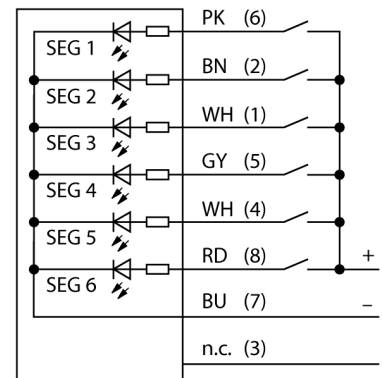 PK (6)
SEG 1
BN (2)
SEG 2
WH (1)
SEG 3
GY (5)
SEG 4
WH (4)
SEG 5
RD (8)
+
SEG 6
BU (7)
–
n.c. (3)